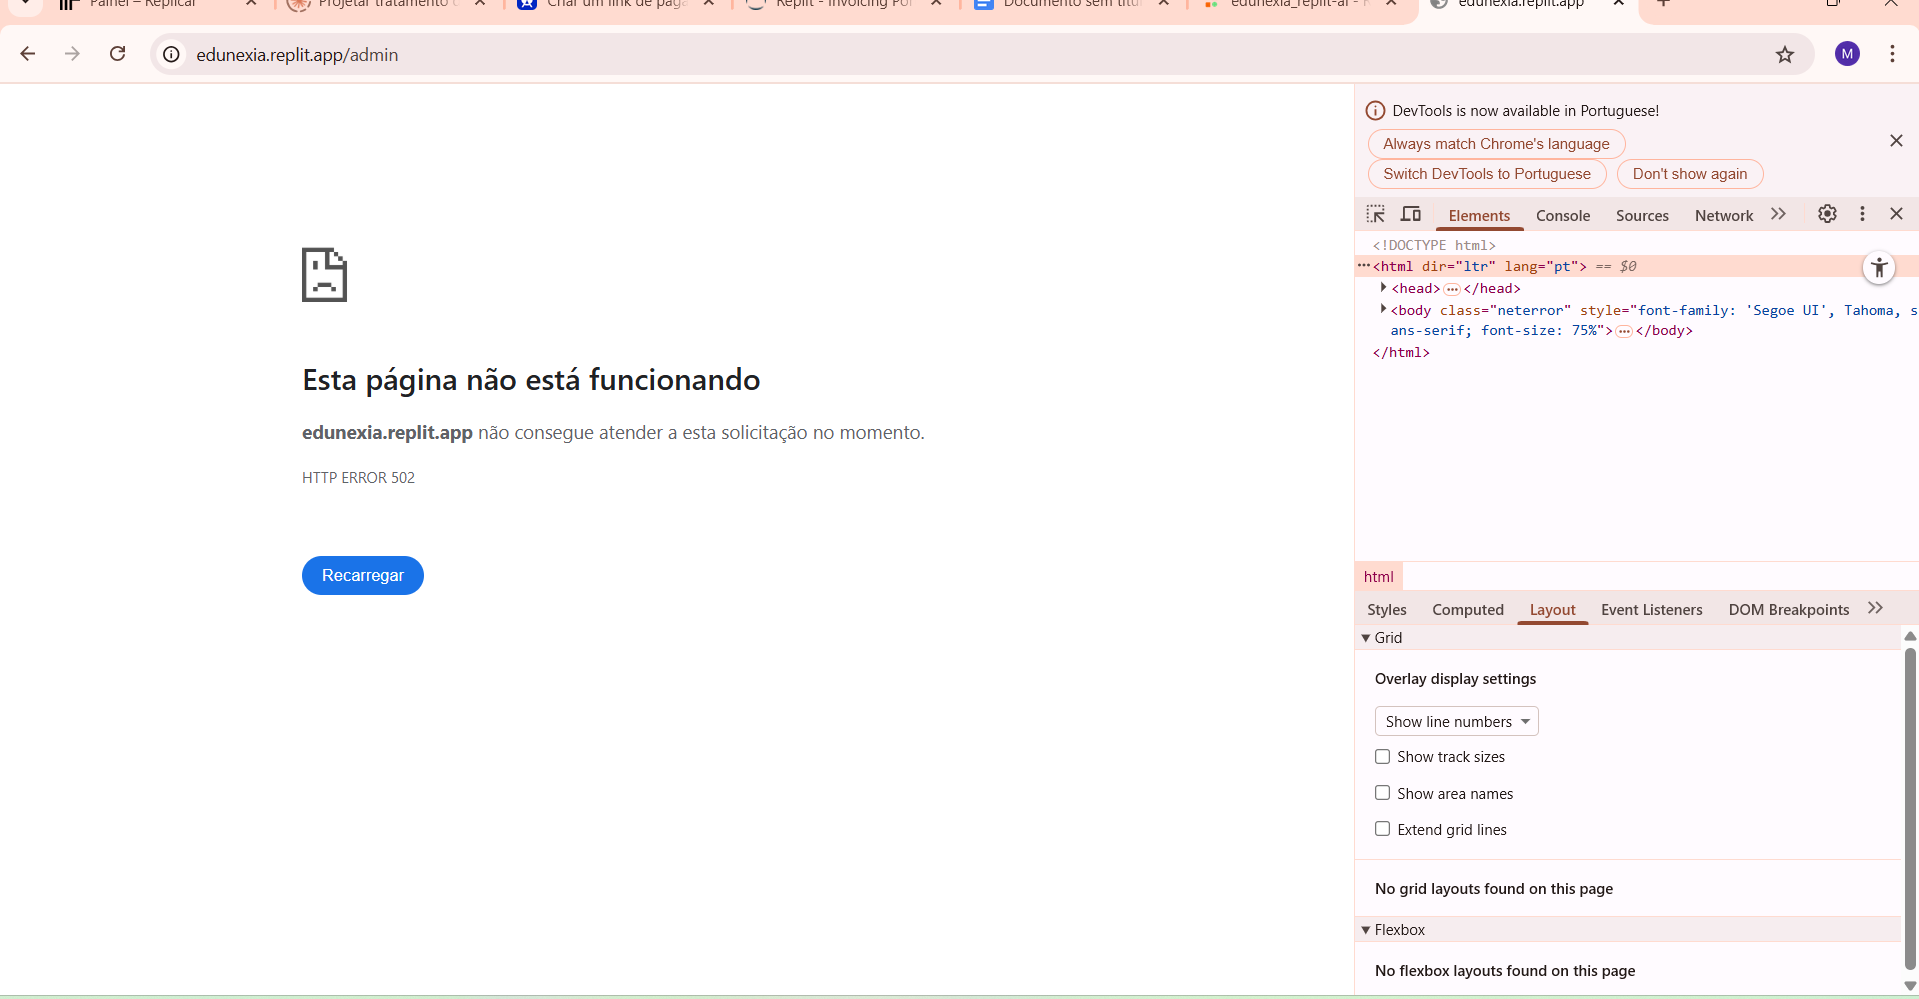 Painel – Replicar
Projetar tratamento
Criar um link de paga
Replit - Invoicing Por
Documento sem títu
edunexia_replit-ai -
edunexia.replit.app
edunexia.replit.app/admin
M
DevTools is now available in Portuguese!
Always match Chrome's language
Switch DevTools to Portuguese
Don't show again
Elements
Console
Sources
Network
<!DOCTYPE html>
<html dir="ltr" lang="pt"> == $0
<head>…</head>
<body class="neterror" style="font-family: 'Segoe UI', Tahoma, s
ans-serif; font-size: 75%">…</body>
</html>
Esta página não está funcionando
edunexia.replit.app não consegue atender a esta solicitação no momento.
HTTP ERROR 502
Recarregar
html
Styles
Computed
Layout
Event Listeners
DOM Breakpoints
Grid
Overlay display settings
Show line numbers
Show track sizes
Show area names
Extend grid lines
No grid layouts found on this page
Flexbox
No flexbox layouts found on this page